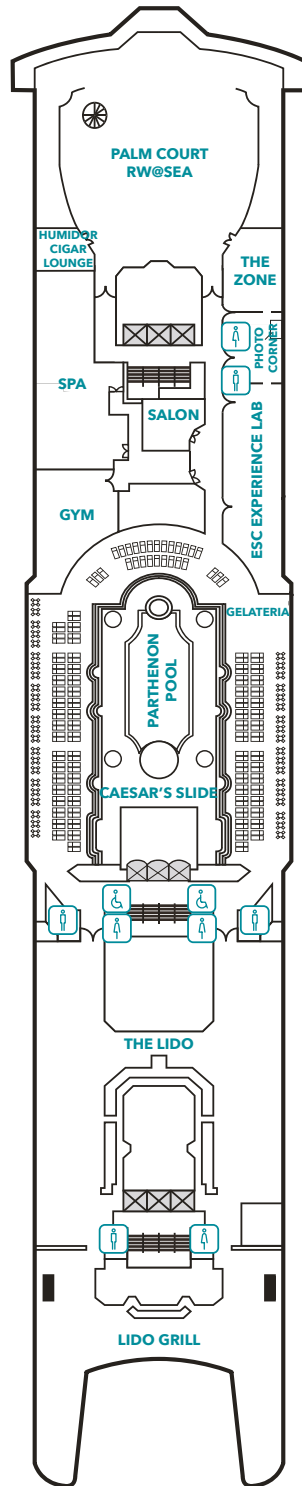 PALM COURT
RW@SEA
HUMIDOR
CIGAR
LOUNGE
THE
ZONE
PHOTO
CORNER
SPA
SALON
ESC EXPERIENCE LAB
GYM
GELATERIA
PARTHENON
POOL
CAESAR'S SLIDE
THE LIDO
LIDO GRILL